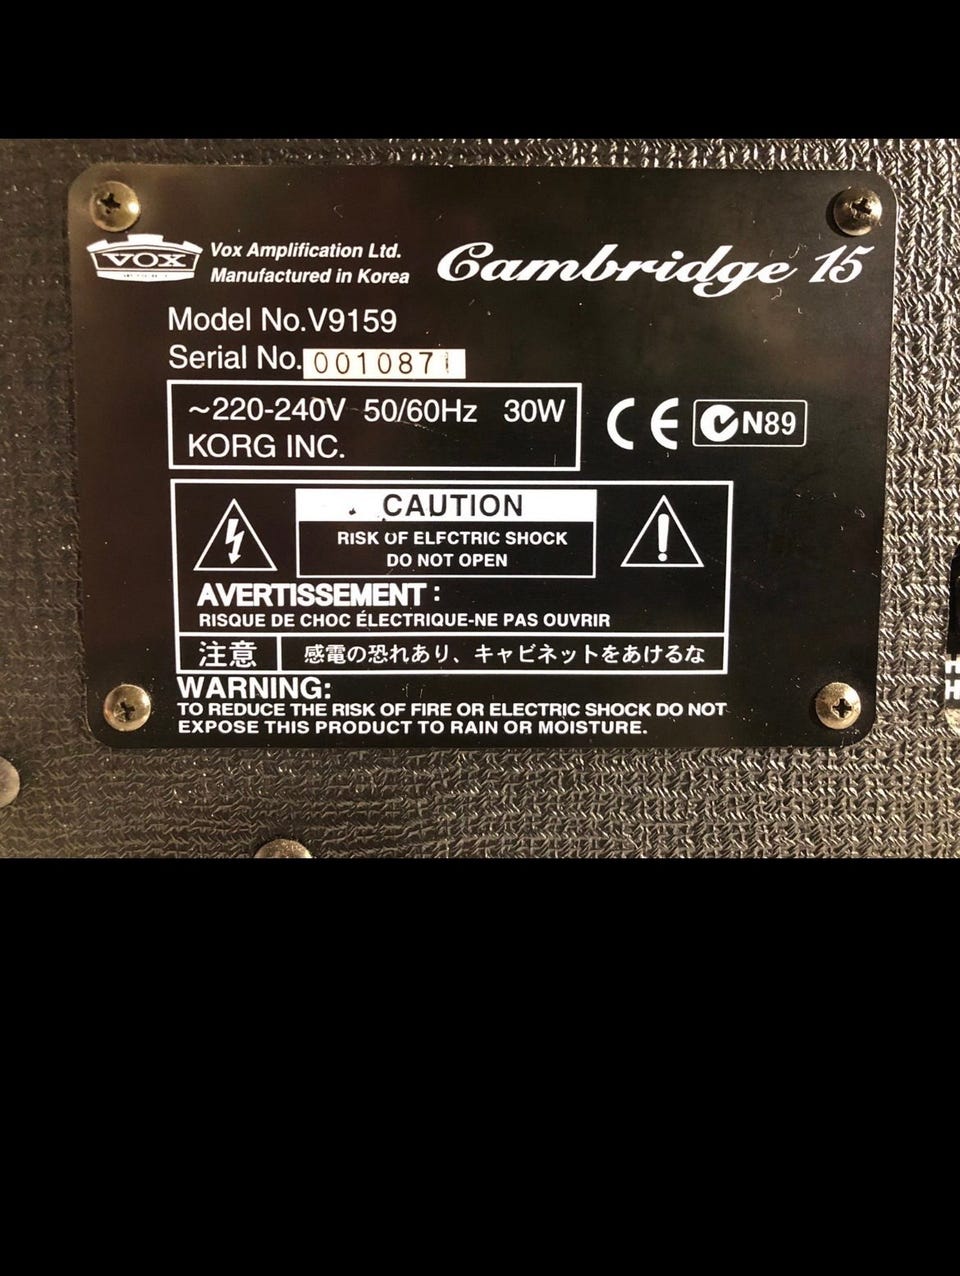 VOX
Vox Amplification Ltd.
Manufactured in Korea
Cambridge 15
Model No.V9159
Serial No. 0010871
~220-240V 50/60Hz 30W
KORG INC.
CE N89
CAUTION
RISK OF ELECTRIC SHOCK
DO NOT OPEN
AVERTISSEMENT :
RISQUE DE CHOC ÉLECTRIQUE-NE PAS OUVRIR
注意 感電の恐れあり、キャビネットをあけるな
WARNING:
TO REDUCE THE RISK OF FIRE OR ELECTRIC SHOCK DO NOT
EXPOSE THIS PRODUCT TO RAIN OR MOISTURE.